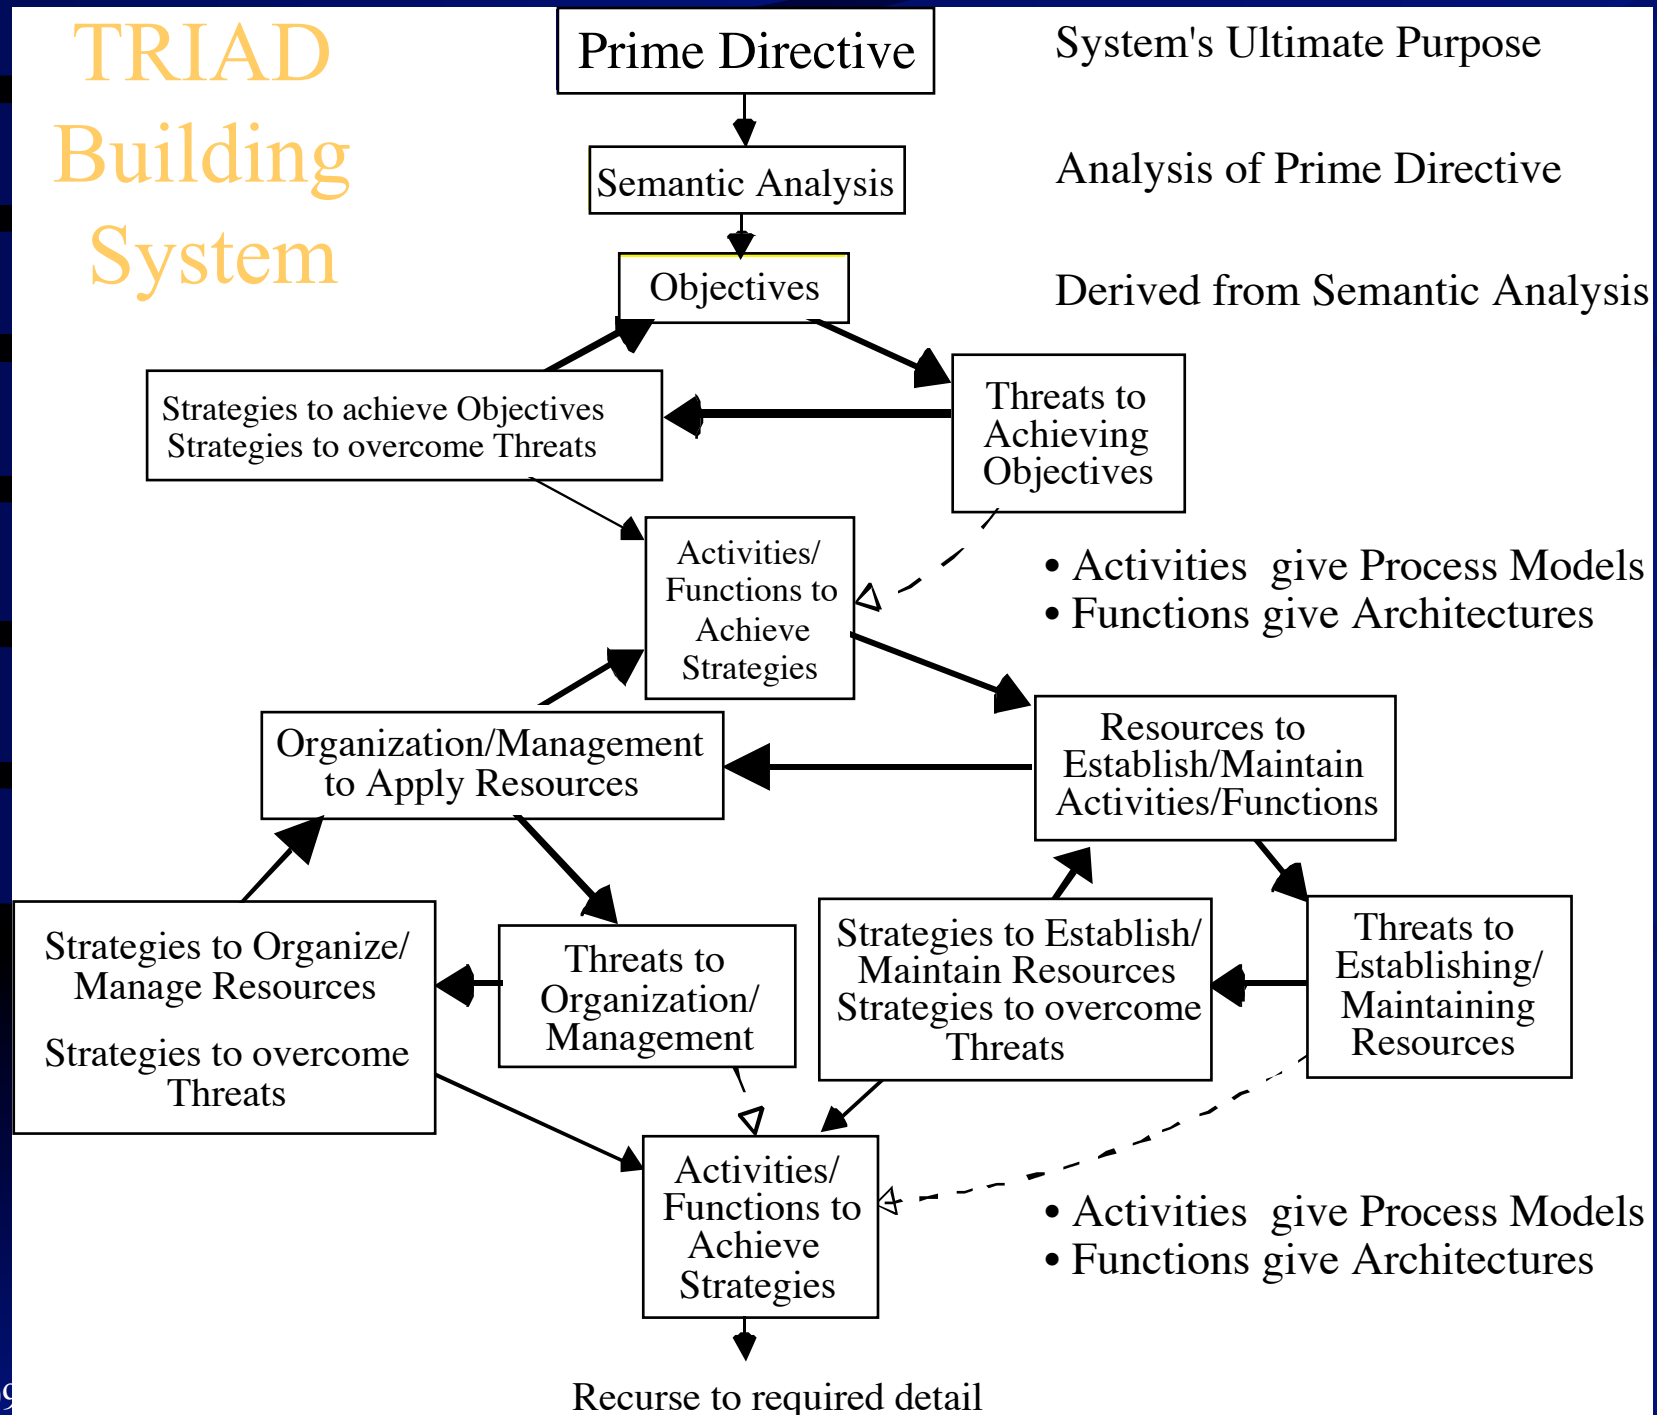 TRIAD
Building
System
Prime Directive
System's Ultimate Purpose
Semantic Analysis
Analysis of Prime Directive
Objectives
Derived from Semantic Analysis
Strategies to achieve Objectives
Strategies to overcome Threats
Threats to
Achieving
Objectives
Activities/
Functions to
Achieve
Strategies
• Activities  give Process Models
• Functions give Architectures
Organization/Management
to Apply Resources
Resources to
Establish/Maintain
Activities/Functions
Strategies to Organize/
Manage Resources
Strategies to overcome
Threats
Threats to
Organization/
Management
Strategies to Establish/
Maintain Resources
Strategies to overcome
Threats
Threats to
Establishing/
Maintaining
Resources
Activities/
Functions to
Achieve
Strategies
• Activities  give Process Models
• Functions give Architectures
Recurse to required detail